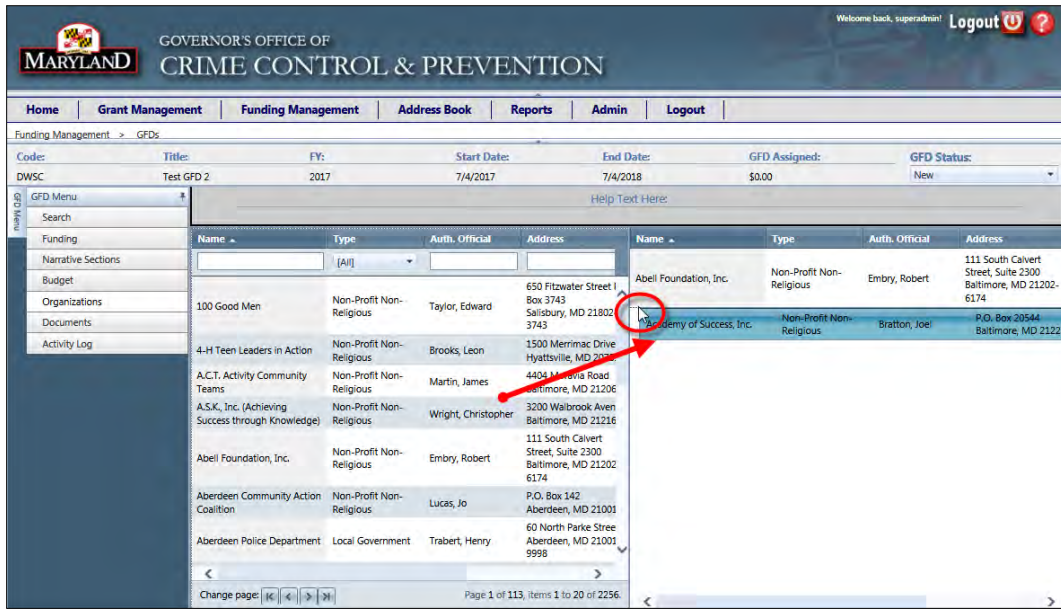 Welcome back, superadmin! Logout
MARYLAND
GOVERNOR'S OFFICE OF
CRIME CONTROL & PREVENTION
Home Grant Management Funding Management Address Book Reports Admin Logout
Funding Management > GFDs
Code: Title: FY: Start Date: End Date: GFD Assigned: GFD Status:
DWSC Test GFD 2 2017 7/4/2017 7/4/2018 $0.00 New
GFD Menu
GFD Menu
Search
Funding
Narrative Sections
Budget
Organizations
Documents
Activity Log
Help Text Here:
Name Type Auth. Official Address
[All]
100 Good Men Non-Profit Non-Religious Taylor, Edward 650 Fitzwater Street
Box 3743
Salisbury, MD 21802-
3743
4-H Teen Leaders in Action Non-Profit Non-Religious Brooks, Leon 1500 Merrimac Drive
Hyattsville, MD
A.C.T. Activity Community
Teams Non-Profit Non-Religious Martin, James 4404 Road
Baltimore, MD 21206
A.S.K., Inc. (Achieving
Success through Knowledge) Non-Profit Non-Religious Wright, Christopher 3200 Walbrook Aven
Baltimore, MD 21216
Abell Foundation, Inc. Non-Profit Non-Religious Embry, Robert 111 South Calvert
Street, Suite 2300
Baltimore, MD 21202
6174
Aberdeen Community Action
Coalition Non-Profit Non-Religious Lucas, Jo P.O. Box 142
Aberdeen, MD 21001
Aberdeen Police Department Local Government Trabert, Henry 60 North Parke Stree
Aberdeen, MD 21001
9998
Change page: Page 1 of 113, items 1 to 20 of 2256.
Name Type Auth. Official Address
Abell Foundation, Inc. Non-Profit Non-Religious Embry, Robert 111 South Calvert
Street, Suite 2300
Baltimore, MD 21202-
6174
Academy of Success, Inc. Non-Profit Non-Religious Bratton, Joel P.O. Box 20544
Baltimore, MD 2122